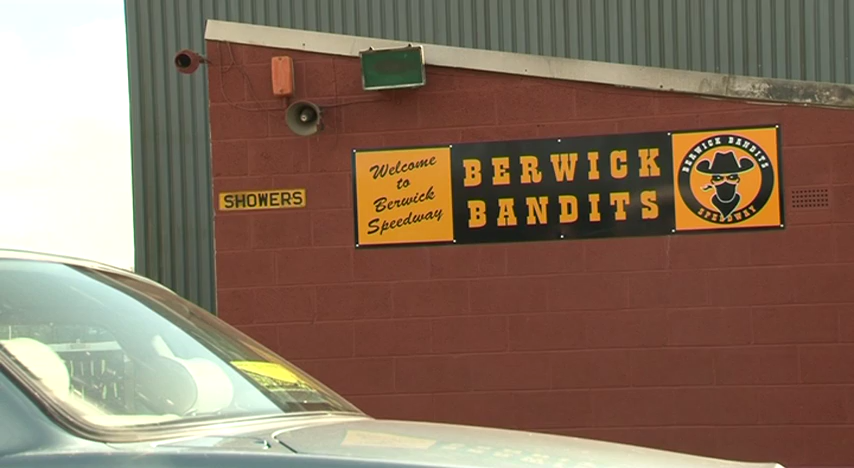 SHOWERS
Welcome
to
Berwick
Speedway
BERWICK
BANDITS
BERWICK BANDITS
SPEEDWAY